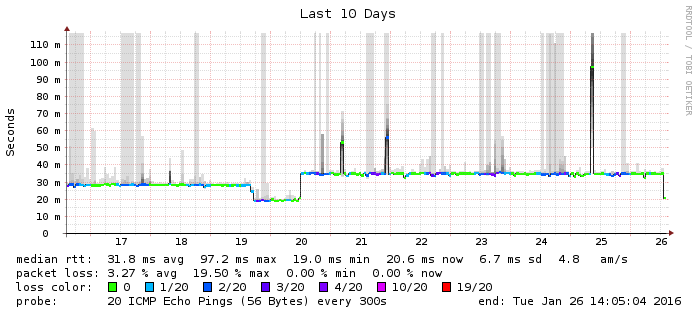 Last 10 Days
RRDTOOL / TOBI OETIKER
Seconds
110 m
100 m
90 m
80 m
70 m
60 m
50 m
40 m
30 m
20 m
10 m
0
17 18 19 20 21 22 23 24 25 26
median rtt: 31.8 ms avg 97.2 ms max 19.0 ms min 20.6 ms now 6.7 ms sd 4.8 am/s
packet loss: 3.27 % avg 19.50 % max 0.00 % min 0.00 % now
loss color: 0 1/20 2/20 3/20 4/20 10/20 19/20
probe: 20 ICMP Echo Pings (56 Bytes) every 300s end: Tue Jan 26 14:05:04 2016